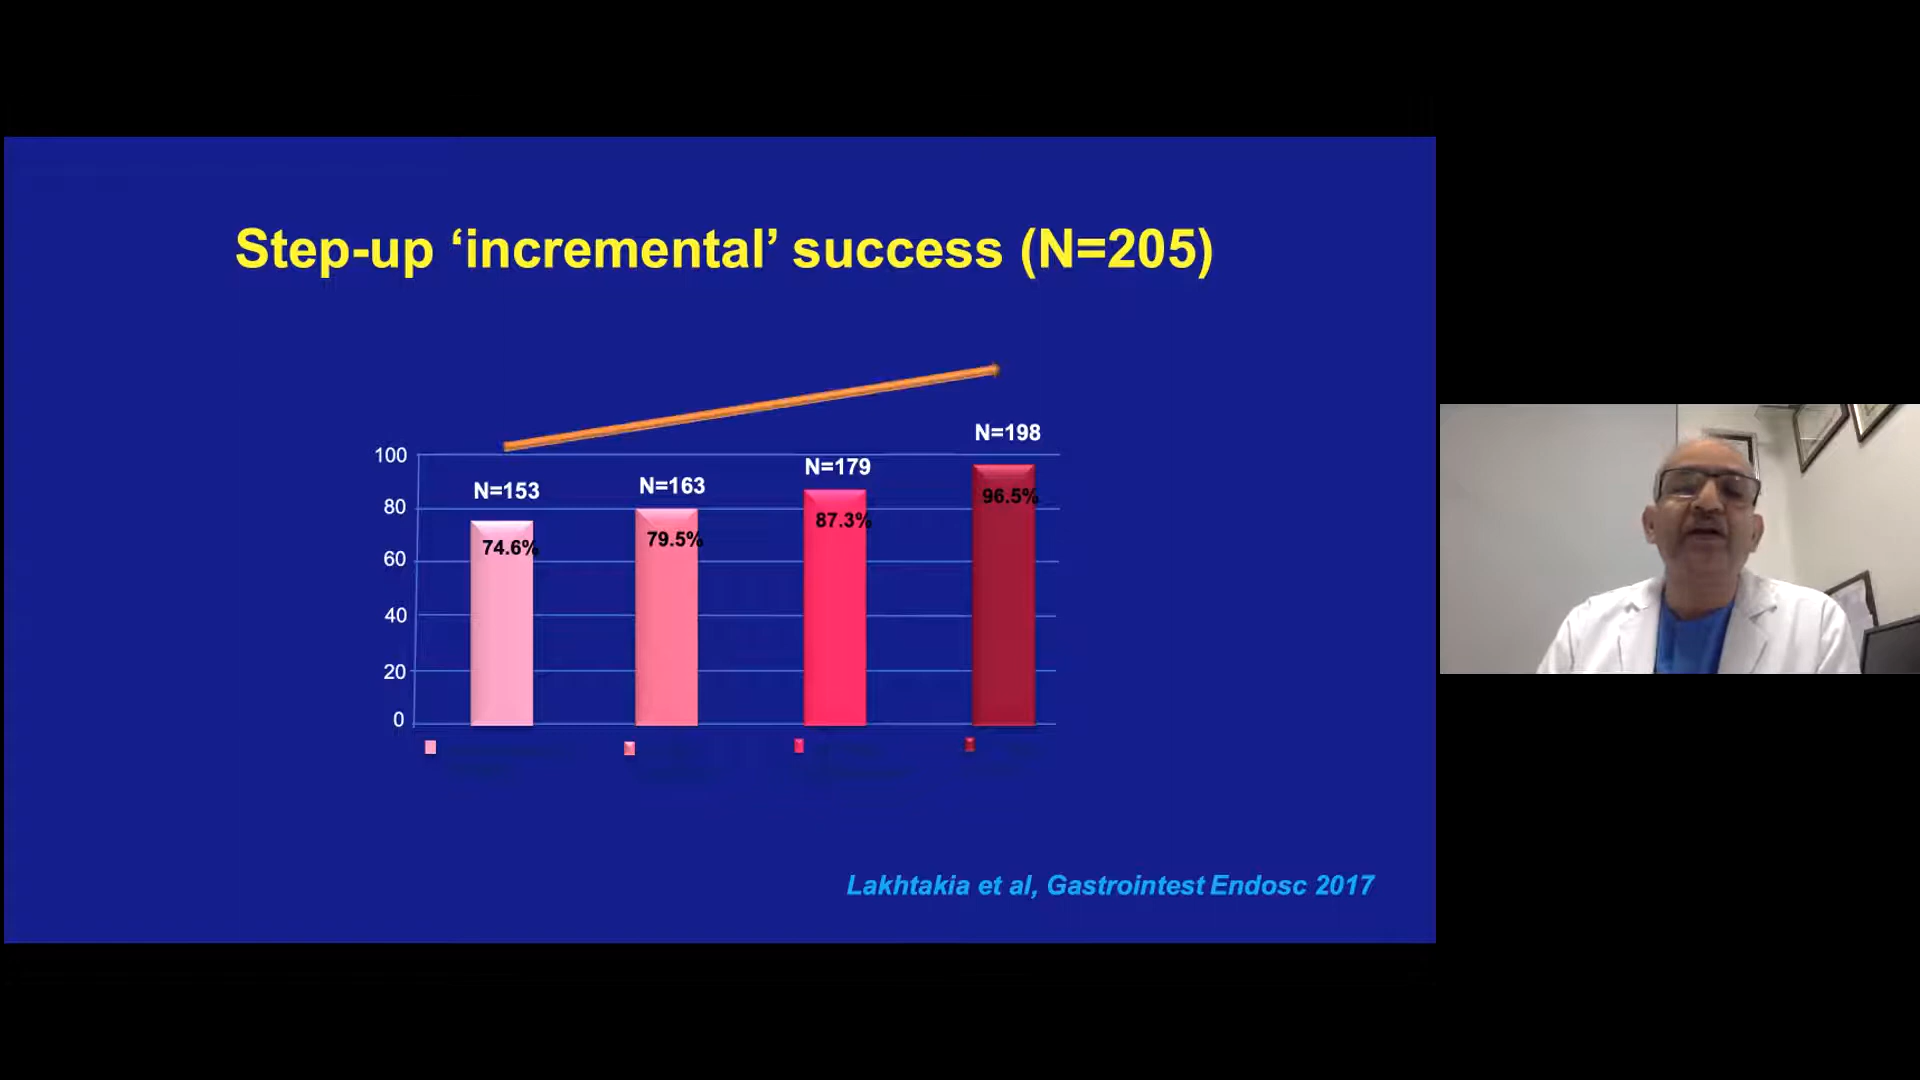 Step-up ‘incremental’ success (N=205)
N=198
100
N=179
N=153
N=163
96.5%
80
87.3%
79.5%
74.6%
60
40
20
0
Lakhtakia et al, Gastrointest Endosc 2017